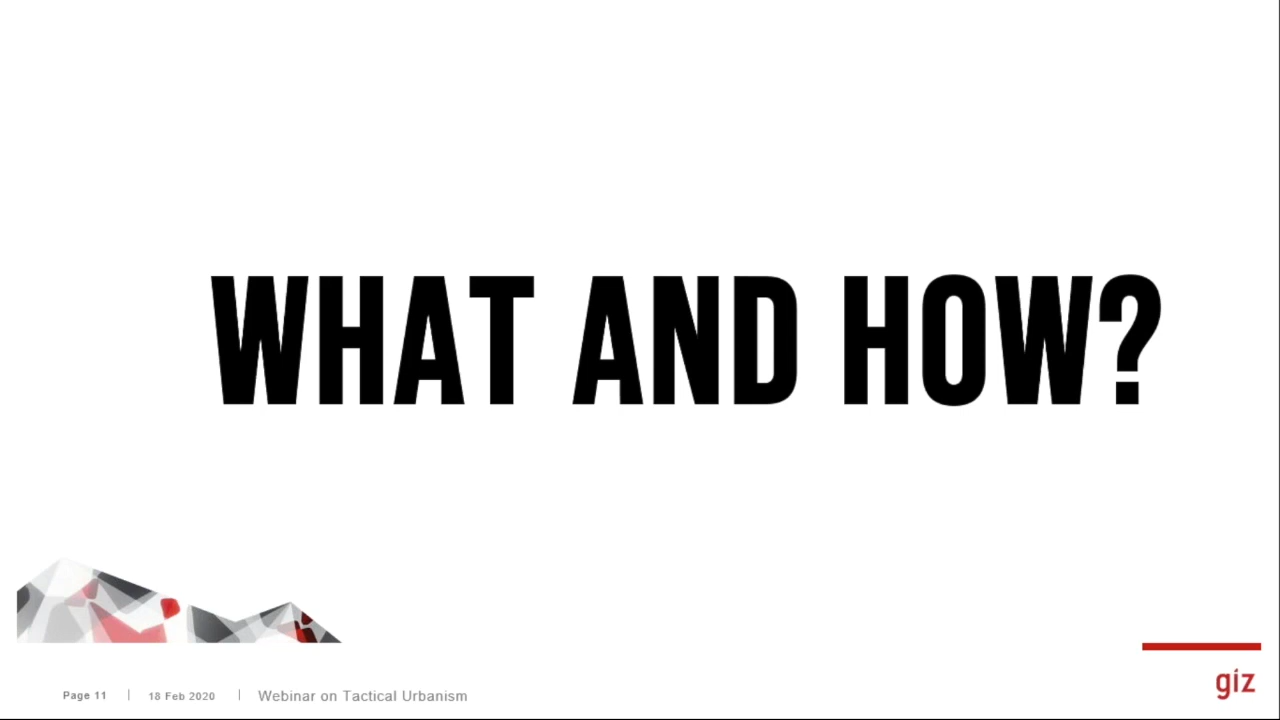 WHAT AND HOW?
Page 11 | 18 Feb 2020 | Webinar on Tactical Urbanism
giz